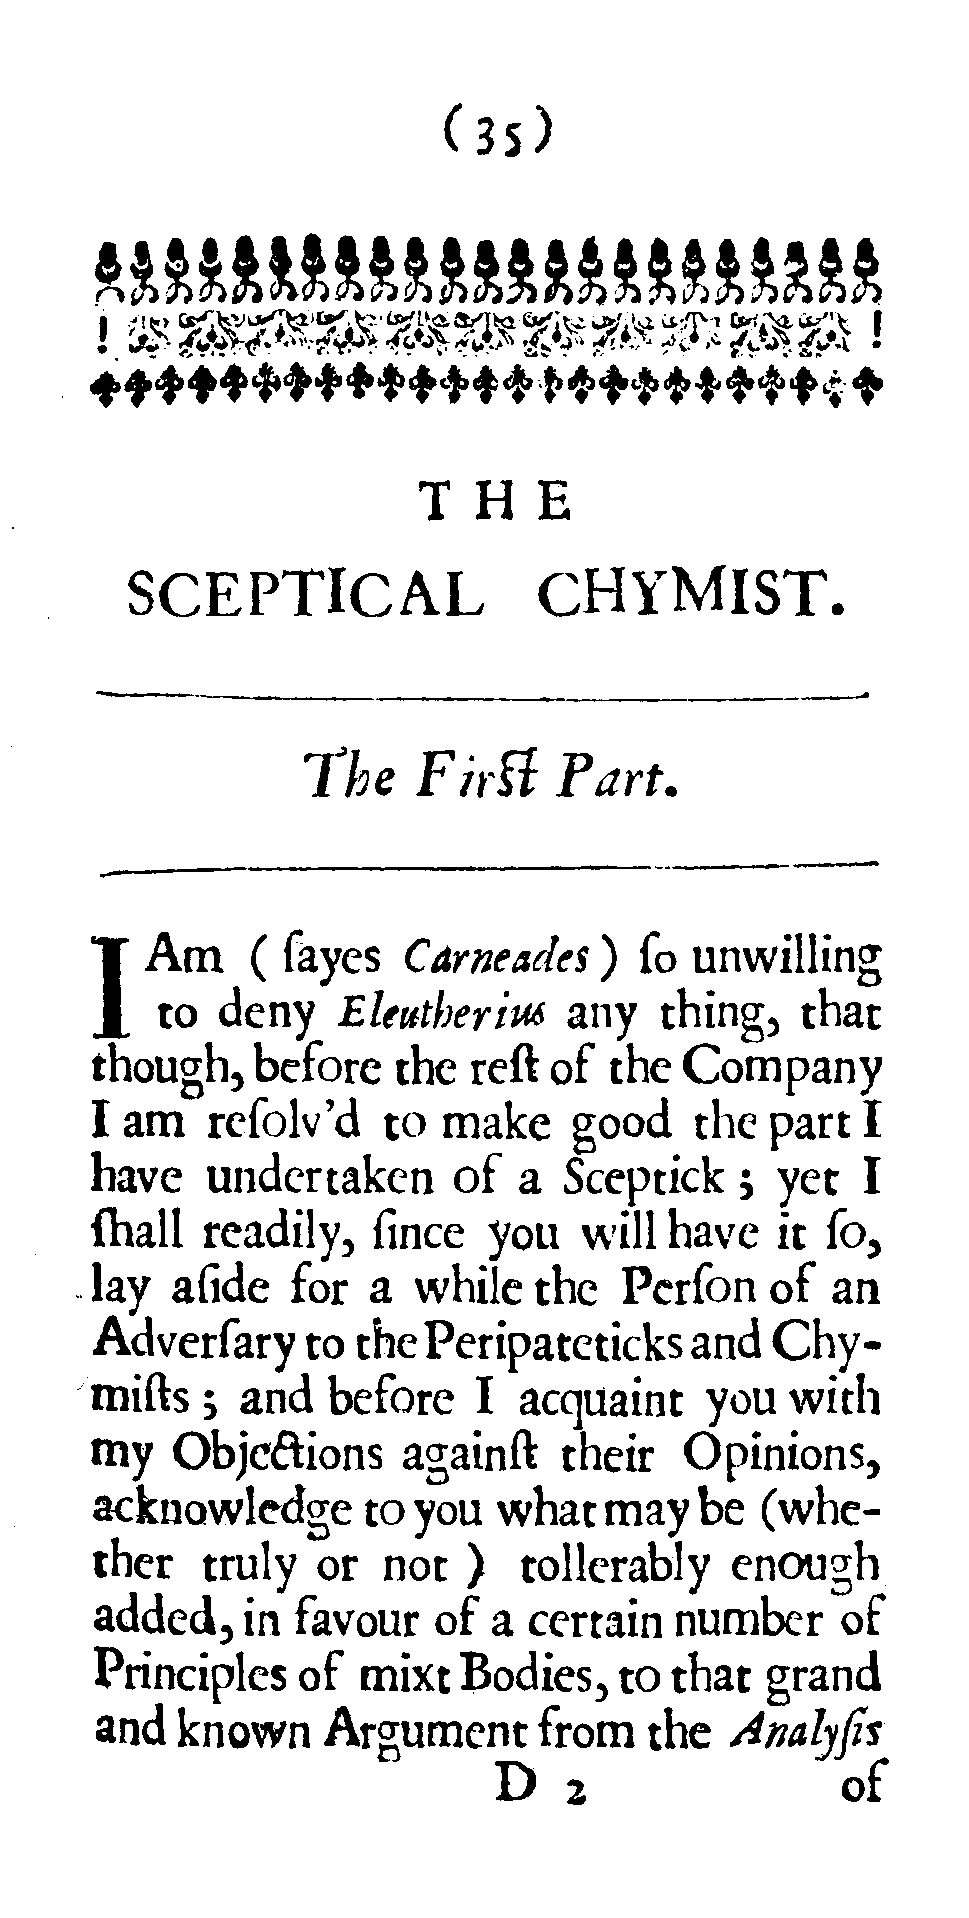 (35)
THE
SCEPTICAL CHYMIST.
The Firſt Part.
I Am (ſayes Carneades) ſo unwilling
to deny Eleutherius any thing, that
though, before the reſt of the Company
I am reſolv'd to make good the part I
have undertaken of a Sceptick; yet I
ſhall readily, ſince you will have it ſo,
lay aſide for a while the Perſon of an
Adverſary to the Peripateticks and Chy-
miſts; and before I acquaint you with
my Objections againſt their Opinions,
acknowledge to you what may be (whe-
ther truly or not) tollerably enough
added, in favour of a certain number of
Principles of mixt Bodies, to that grand
and known Argument from the Analyſis
D 2 of